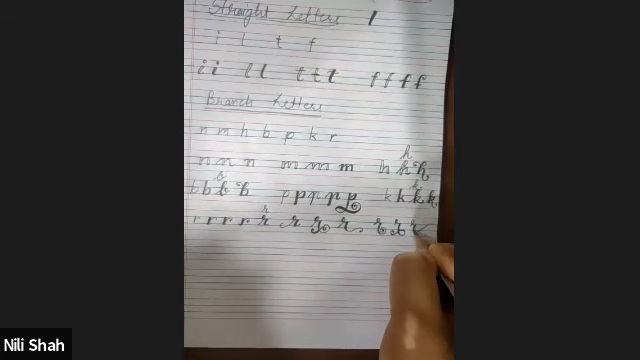 Straight Letters l
i l t f
i i l l t t t f f f f
Branch Letters
n m h b p k r
h
n n n m m m h h h
b k
b b b b p p p p p k k k k
r
r r r r r r r r r r r
Nili Shah